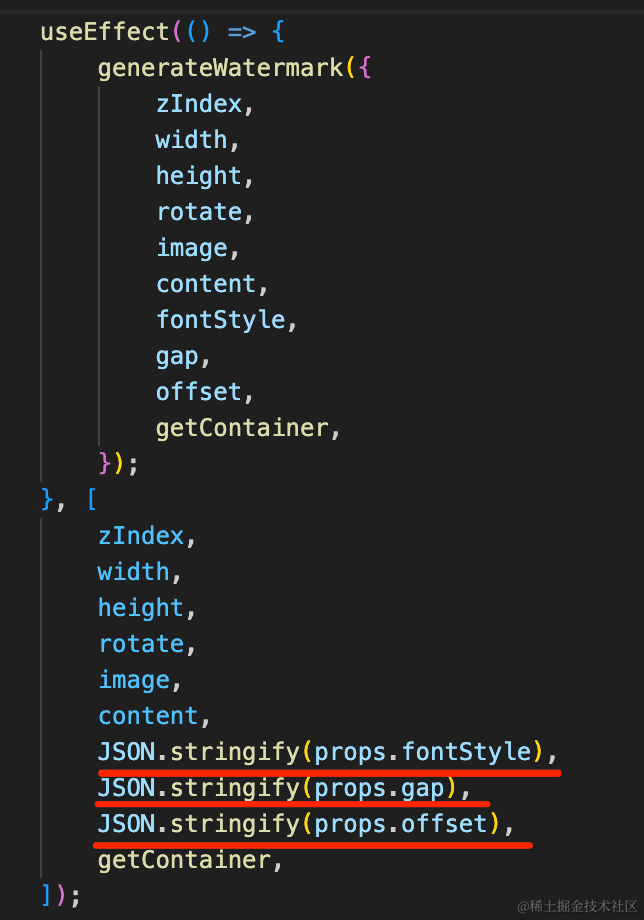 useEffect(() => {
generateWatermark({
zIndex,
width,
height,
rotate,
image,
content,
fontStyle,
gap,
offset,
getContainer,
});
}, [
zIndex,
width,
height,
rotate,
image,
content,
JSON.stringify(props.fontStyle),
JSON.stringify(props.gap),
JSON.stringify(props.offset),
getContainer,
]);
@稀土掘金技术社区